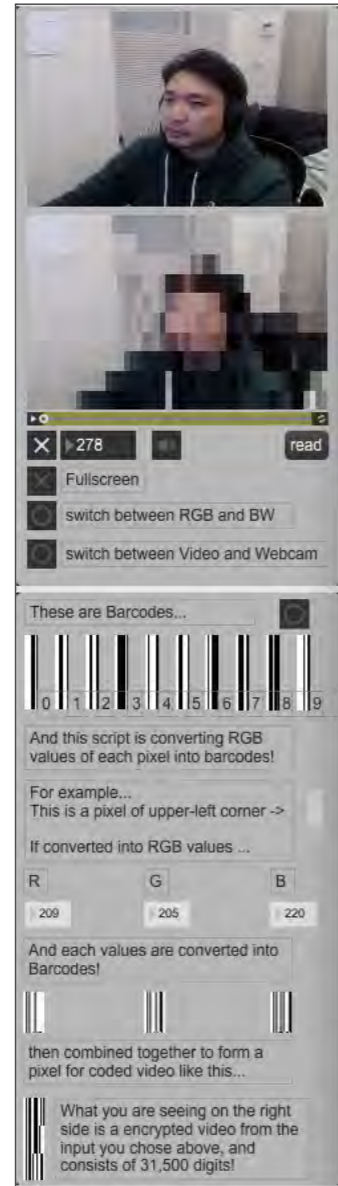 278
read
Fullscreen
switch between RGB and BW
switch between Video and Webcam
These are Barcodes...
0 1 2 3 4 5 6 7 8 9
And this script is converting RGB
values of each pixel into barcodes!
For example...
This is a pixel of upper-left corner ->
If converted into RGB values ...
R G B
209 205 220
And each values are converted into
Barcodes!
then combined together to form a
pixel for coded video like this...
What you are seeing on the right
side is a encrypted video from the
input you chose above, and
consists of 31,500 digits!